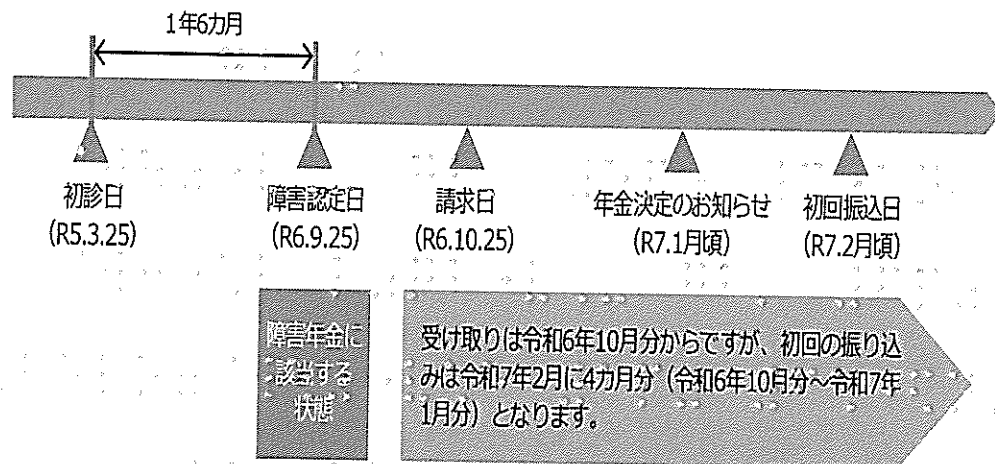 1年6カ月
初診日
(R5.3.25)
障害認定日
(R6.9.25)
請求日
(R6.10.25)
年金決定のお知らせ
(R7.1月頃)
初回振込日
(R7.2月頃)
障害年金に
該当する
状態
受け取りは令和6年10月分からですが、初回の振り込
みは令和7年2月に4カ月分（令和6年10月分～令和7年
1月分）となります。